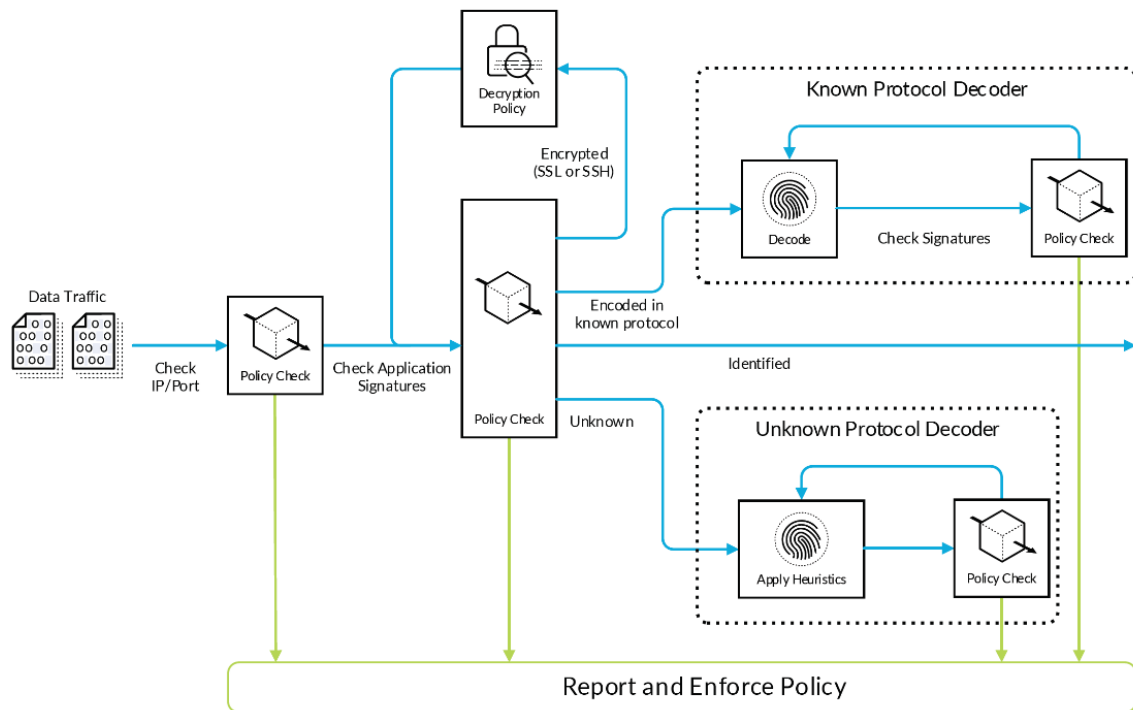 Decryption
Policy
Known Protocol Decoder
Encrypted
(SSL or SSH)
Decode
Check Signatures
Policy Check
Data Traffic
Check
IP/Port
Policy Check
Check Application
Signatures
Policy Check
Encoded in
known protocol
Identified
Unknown
Unknown Protocol Decoder
Apply Heuristics
Policy Check
Report and Enforce Policy